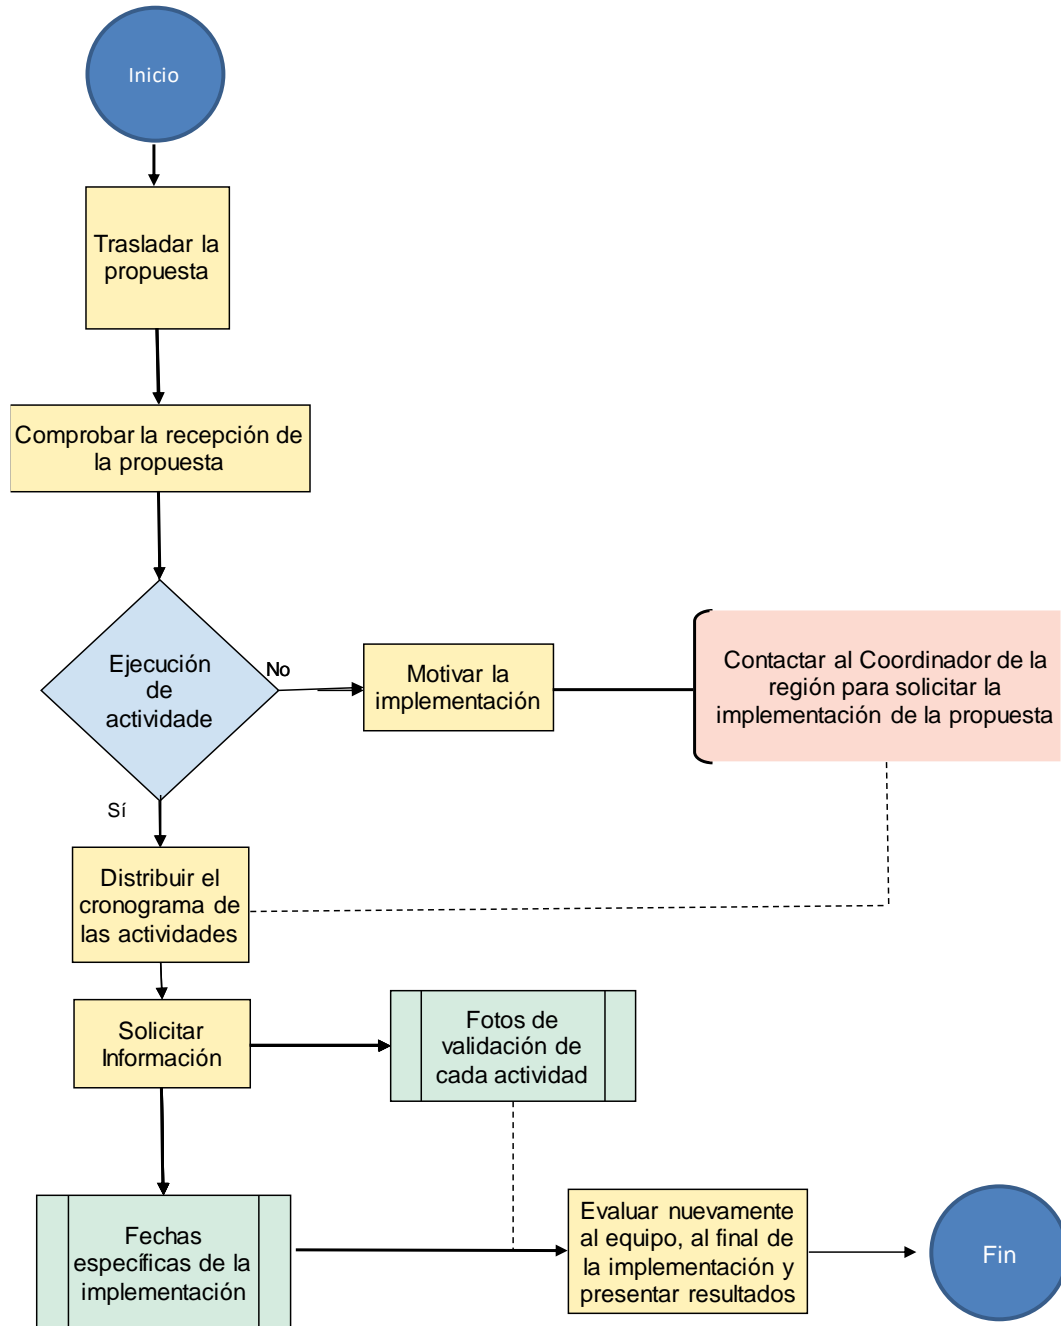 Inicio
Trasladar la
propuesta
Comprobar la recepción de
la propuesta
Ejecución
de
actividade
No
Motivar la
implementación
Contactar al Coordinador de la
región para solicitar la
implementación de la propuesta
Sí
Distribuir el
cronograma de
las actividades
Solicitar
Información
Fotos de
validación de
cada actividad
Fechas
específicas de la
implementación
Evaluar nuevamente
al equipo, al final de
la implementación y
presentar resultados
Fin